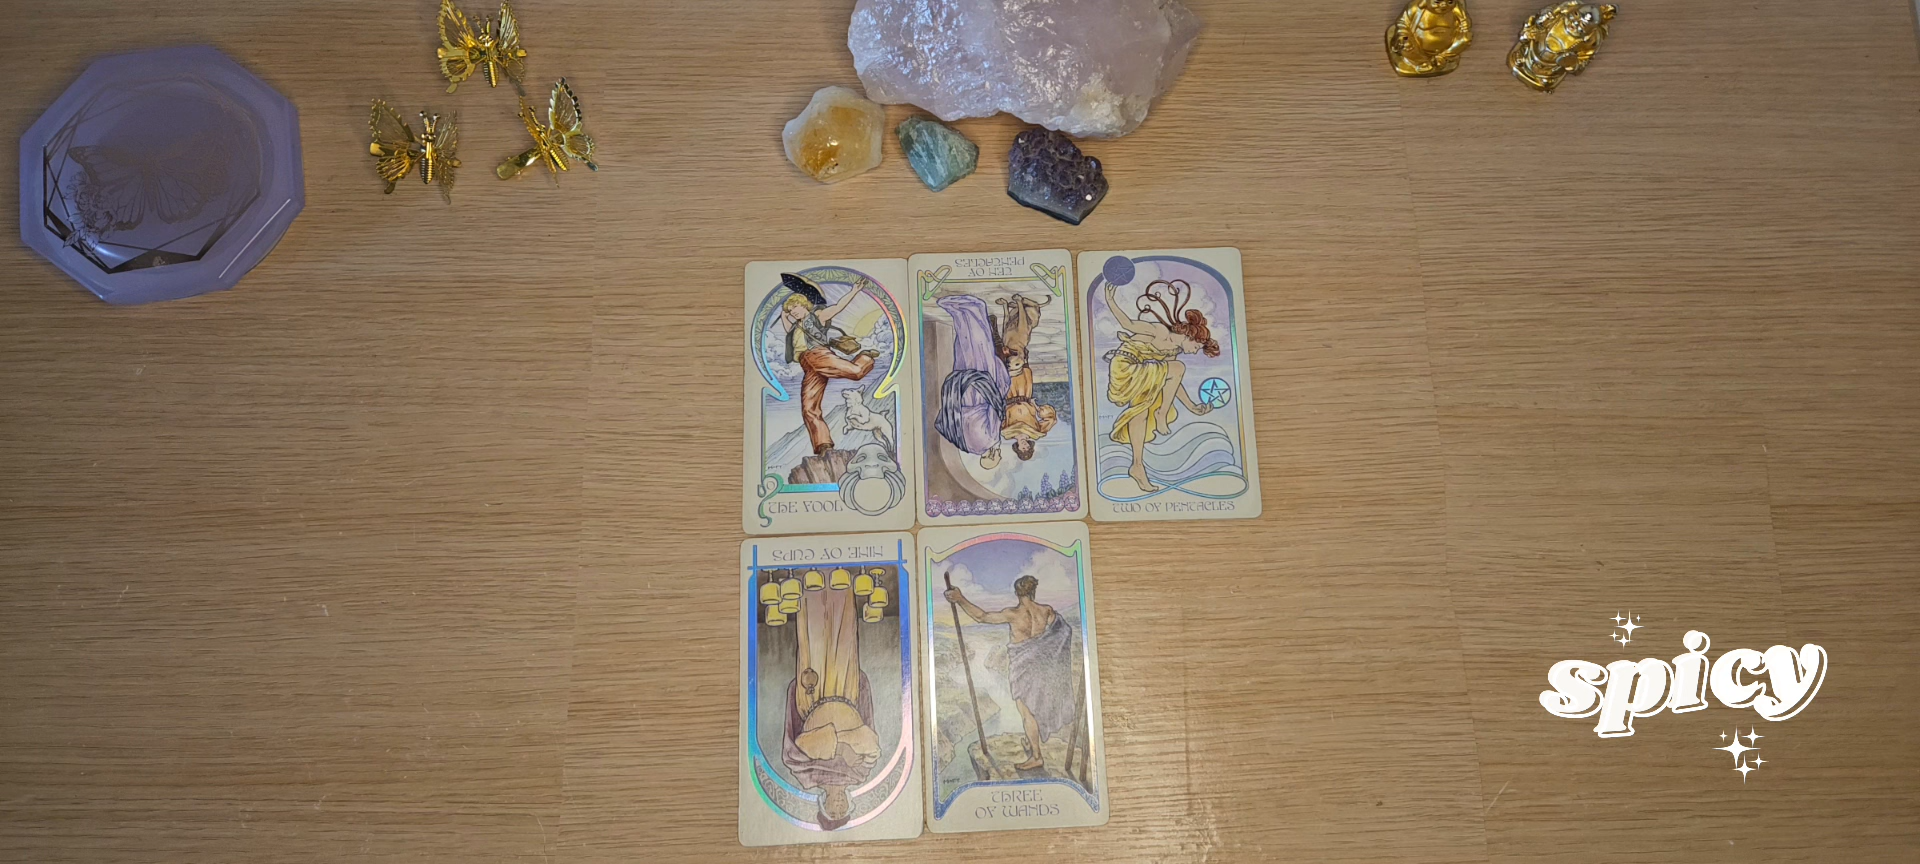 TEN OF
PENTACLES
THE FOOL
TWO OF PENTACLES
NINE OF CUPS
THREE
OF WANDS
spicy